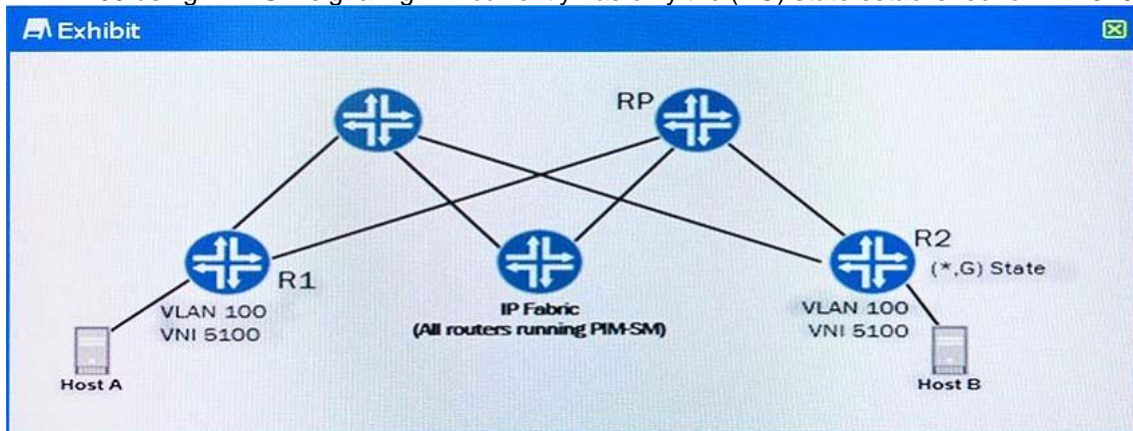 Exhibit
RP
R1
R2
(*,G) State
VLAN 100
VNI 5100
IP Fabric
(All routers running PIM-SM)
VLAN 100
VNI 5100
Host A
Host B